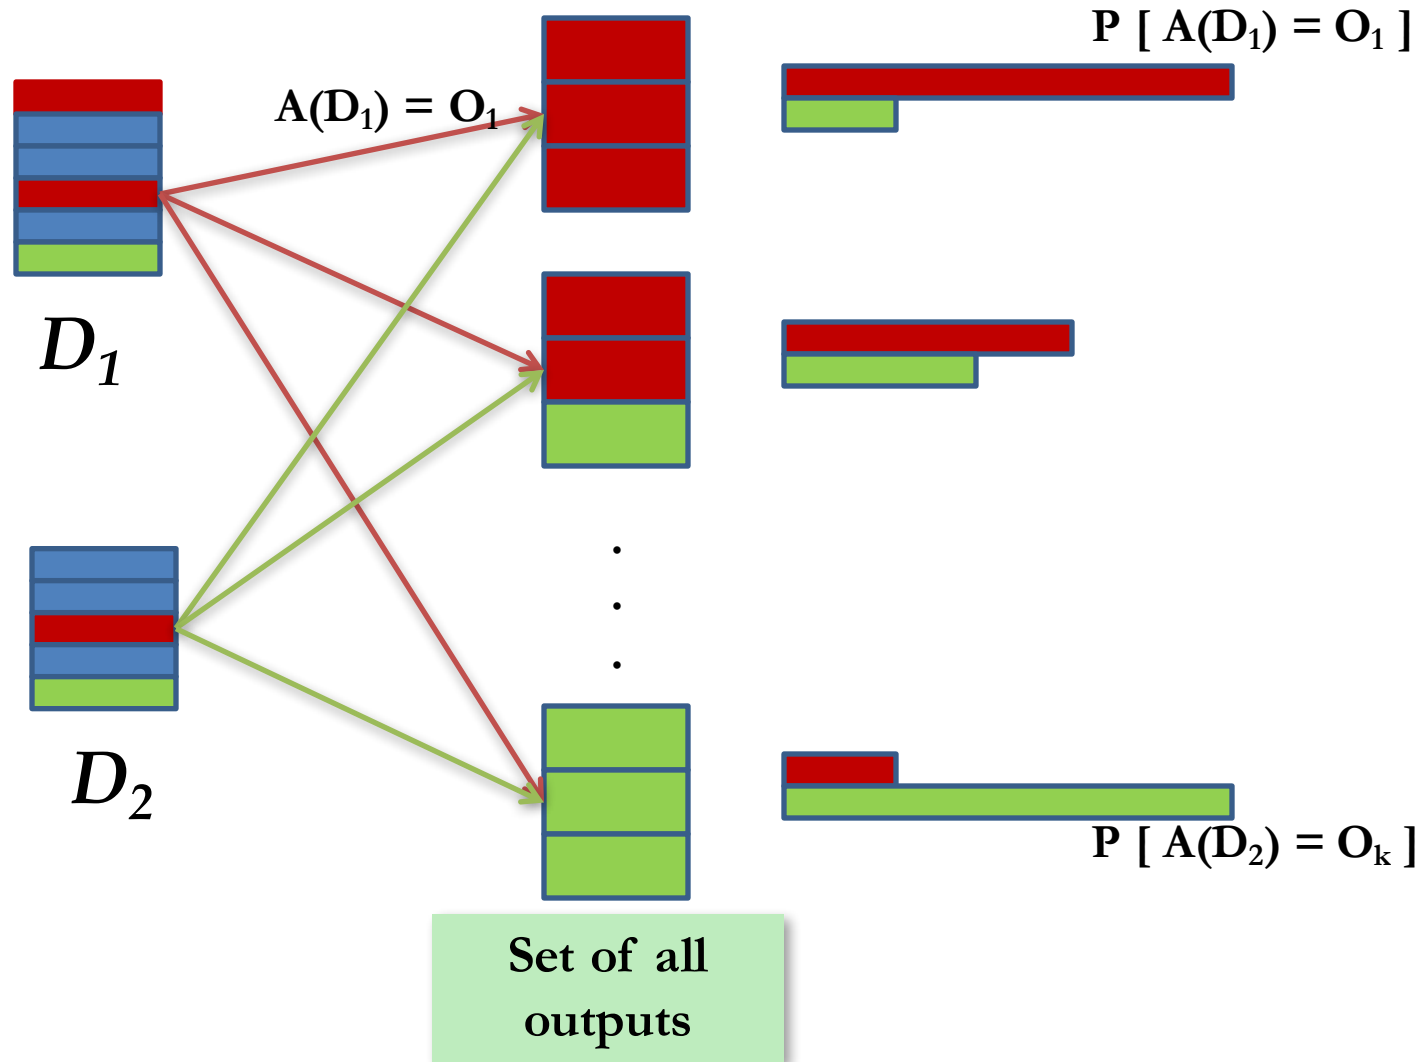 P [ A(D₁) = O₁ ]
A(D₁) = O₁
D₁
.
.
.
D₂
P [ A(D₂) = Oₖ ]
Set of all
outputs